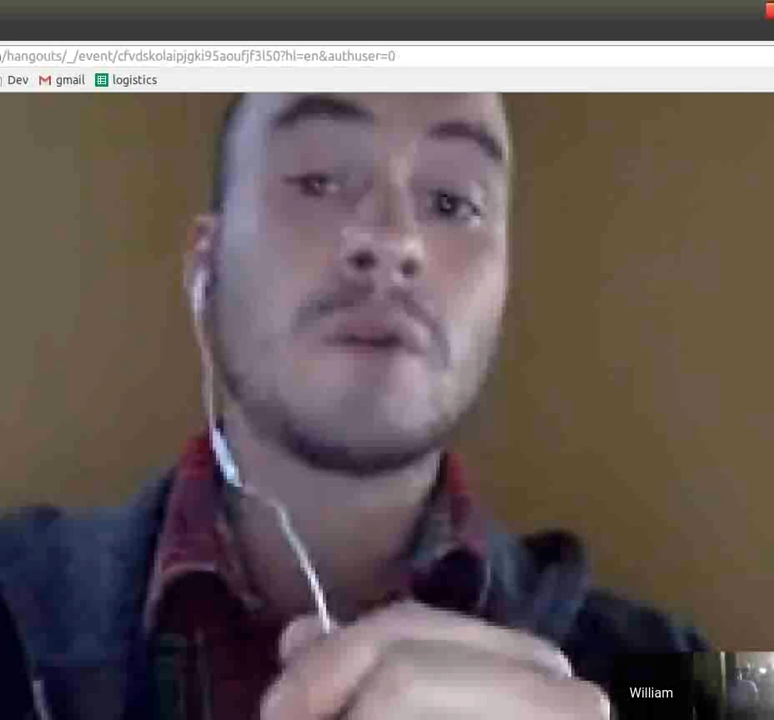 /hangouts/_/event/cfvdskolaipjgki95aoufjf3l50?hl=en&authuser=0
Dev gmail logistics
William